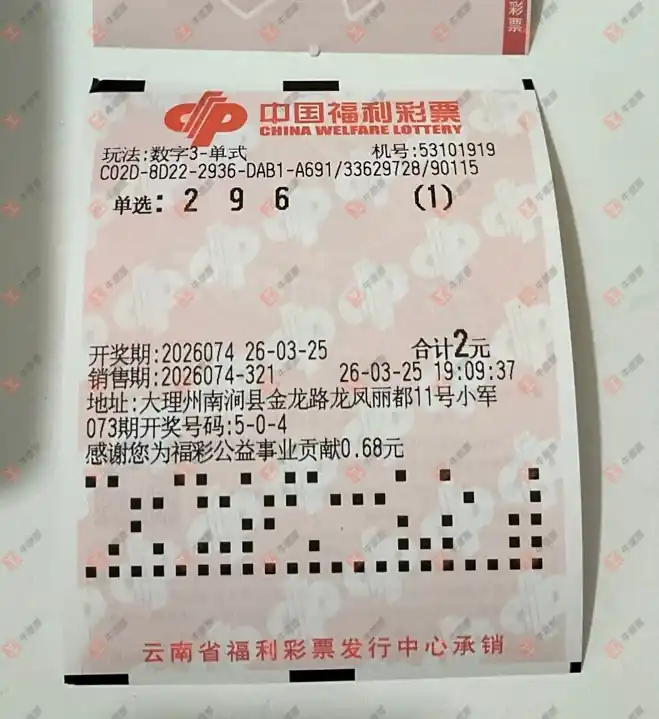 彩票
中国福利彩票
CHINA WELFARE LOTTERY
玩法:数字3-单式 机号:53101919
C02D-8D22-2936-DAB1-A691/33629728/90115
单选: 2 9 6 (1)
开奖期:2026074 26-03-25 合计2元
销售期:2026074-321 26-03-25 19:09:37
地址:大理州南涧县金龙路龙凤丽都11号小军
073期开奖号码:5-0-4
感谢您为福彩公益事业贡献0.68元
云南省福利彩票发行中心承销